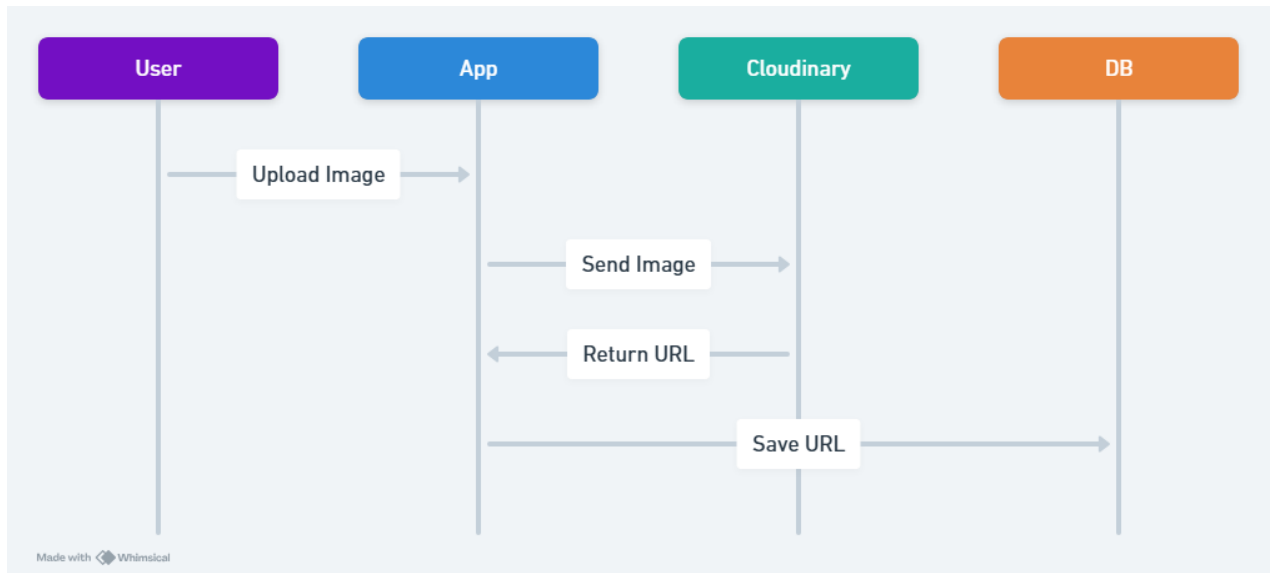 User
App
Cloudinary
DB
Upload Image
Send Image
Return URL
Save URL
Made with Whimsical